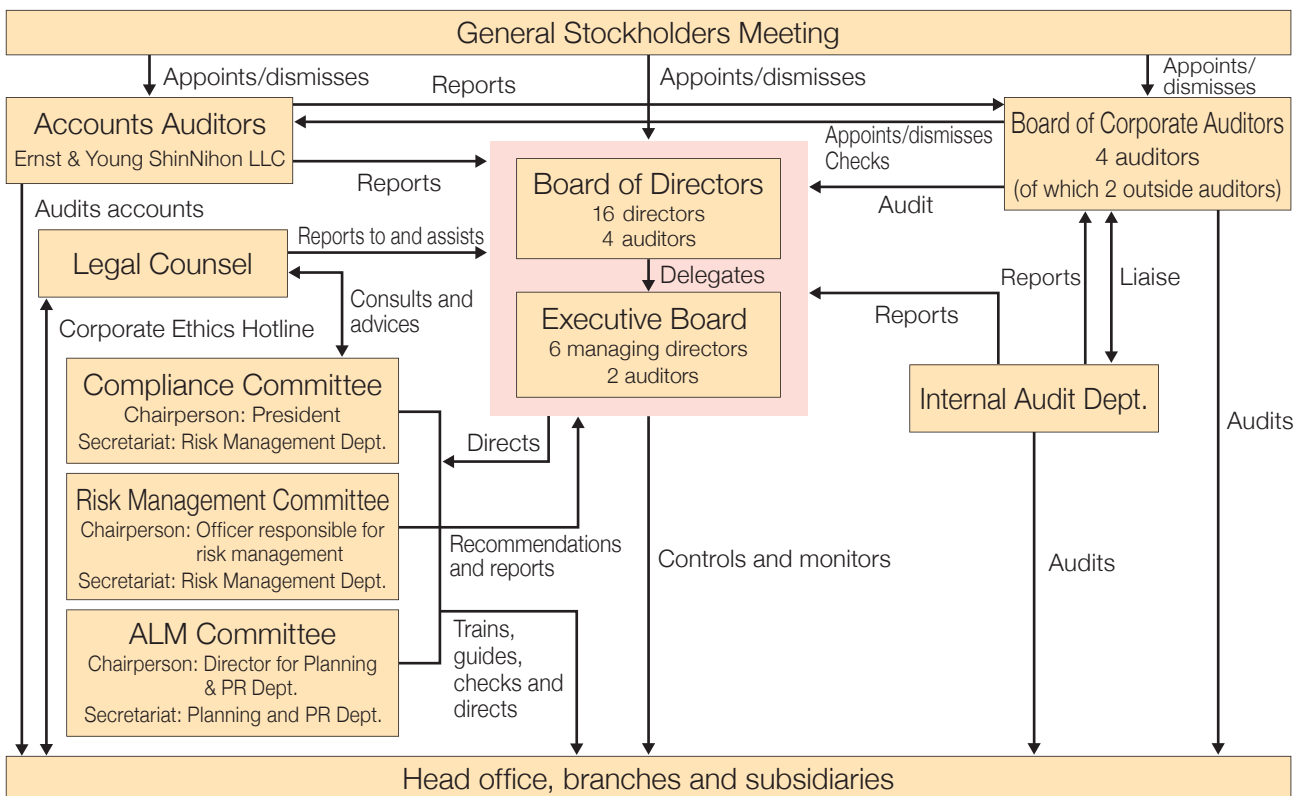 General Stockholders Meeting
Appoints/dismisses
Reports
Appoints/dismisses
Appoints/
dismisses
Accounts Auditors
Ernst & Young ShinNihon LLC
Board of Corporate Auditors
4 auditors
(of which 2 outside auditors)
Appoints/dismisses
Checks
Reports
Audit
Board of Directors
16 directors
4 auditors
Audits accounts
Legal Counsel
Reports to and assists
Delegates
Reports
Liaise
Consults and
advices
Corporate Ethics Hotline
Executive Board
6 managing directors
2 auditors
Reports
Compliance Committee
Chairperson: President
Secretariat: Risk Management Dept.
Internal Audit Dept.
Directs
Audits
Risk Management Committee
Chairperson: Officer responsible for
risk management
Secretariat: Risk Management Dept.
Recommendations
and reports
Controls and monitors
Audits
ALM Committee
Chairperson: Director for Planning
& PR Dept.
Secretariat: Planning and PR Dept.
Trains,
guides,
checks and
directs
Head office, branches and subsidiaries